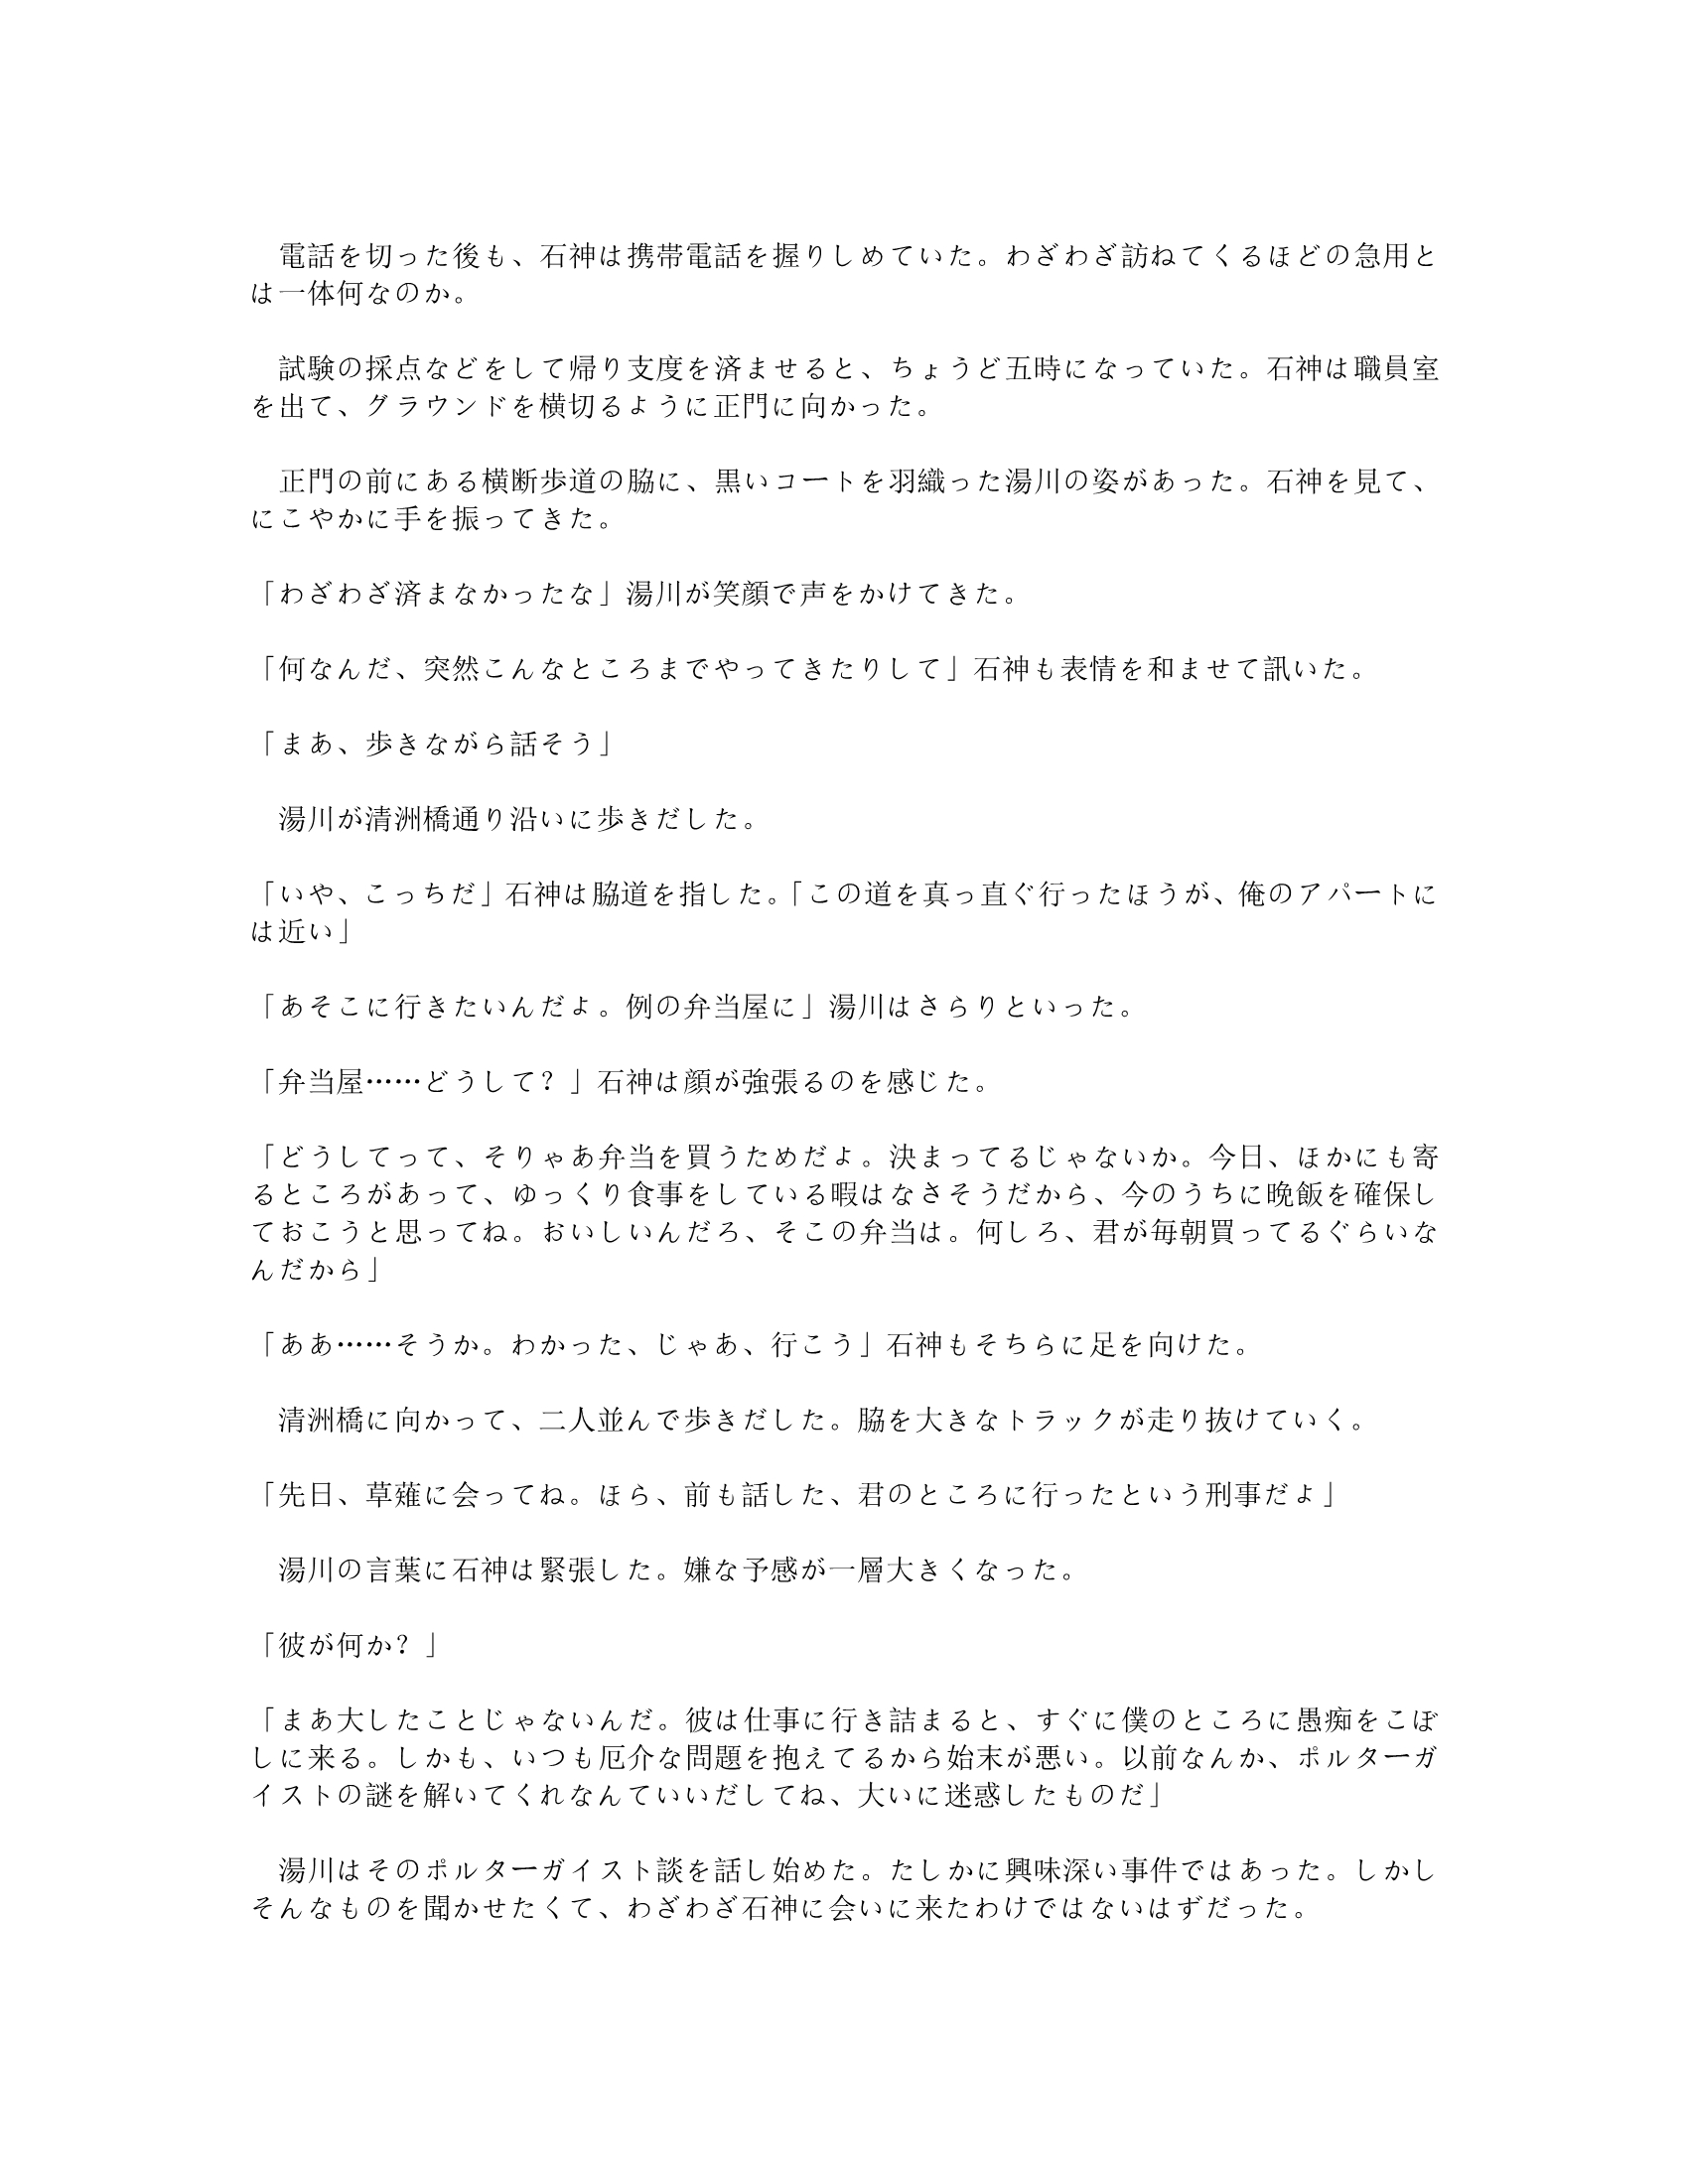 電話を切った後も、石神は携帯電話を握りしめていた。わざわざ訪ねてくるほどの急用と
は一体何なのか。
　試験の採点などをして帰り支度を済ませると、ちょうど五時になっていた。石神は職員室
を出て、グラウンドを横切るように正門に向かった。
　正門の前にある横断歩道の脇に、黒いコートを羽織った湯川の姿があった。石神を見て、
にこやかに手を振ってきた。
「わざわざ済まなかったな」湯川が笑顔で声をかけてきた。
「何なんだ、突然こんなところまでやってきたりして」石神も表情を和ませて訊いた。
「まあ、歩きながら話そう」
　湯川が清洲橋通り沿いに歩きだした。
「いや、こっちだ」石神は脇道を指した。「この道を真っ直ぐ行ったほうが、俺のアパートに
は近い」
「あそこに行きたいんだよ。例の弁当屋に」湯川はさらりといった。
「弁当屋……どうして？」石神は顔が強張るのを感じた。
「どうしてって、そりゃあ弁当を買うためだよ。決まってるじゃないか。今日、ほかにも寄
るところがあって、ゆっくり食事をしている暇はなさそうだから、今のうちに晩飯を確保し
ておこうと思ってね。おいしいんだろ、そこの弁当は。何しろ、君が毎朝買ってるぐらいな
んだから」
「ああ……そうか。わかった、じゃあ、行こう」石神もそちらに足を向けた。
　清洲橋に向かって、二人並んで歩きだした。脇を大きなトラックが走り抜けていく。
「先日、草薙に会ってね。ほら、前も話した、君のところに行ったという刑事だよ」
　湯川の言葉に石神は緊張した。嫌な予感が一層大きくなった。
「彼が何か？」
「まあ大したことじゃないんだ。彼は仕事に行き詰まると、すぐに僕のところに愚痴をこぼ
しに来る。しかも、いつも厄介な問題を抱えてるから始末が悪い。以前なんか、ポルターガ
イストの謎を解いてくれなんていいだしてね、大いに迷惑したものだ」
　湯川はそのポルターガイスト談を話し始めた。たしかに興味深い事件ではあった。しかし
そんなものを聞かせたくて、わざわざ石神に会いに来たわけではないはずだった。